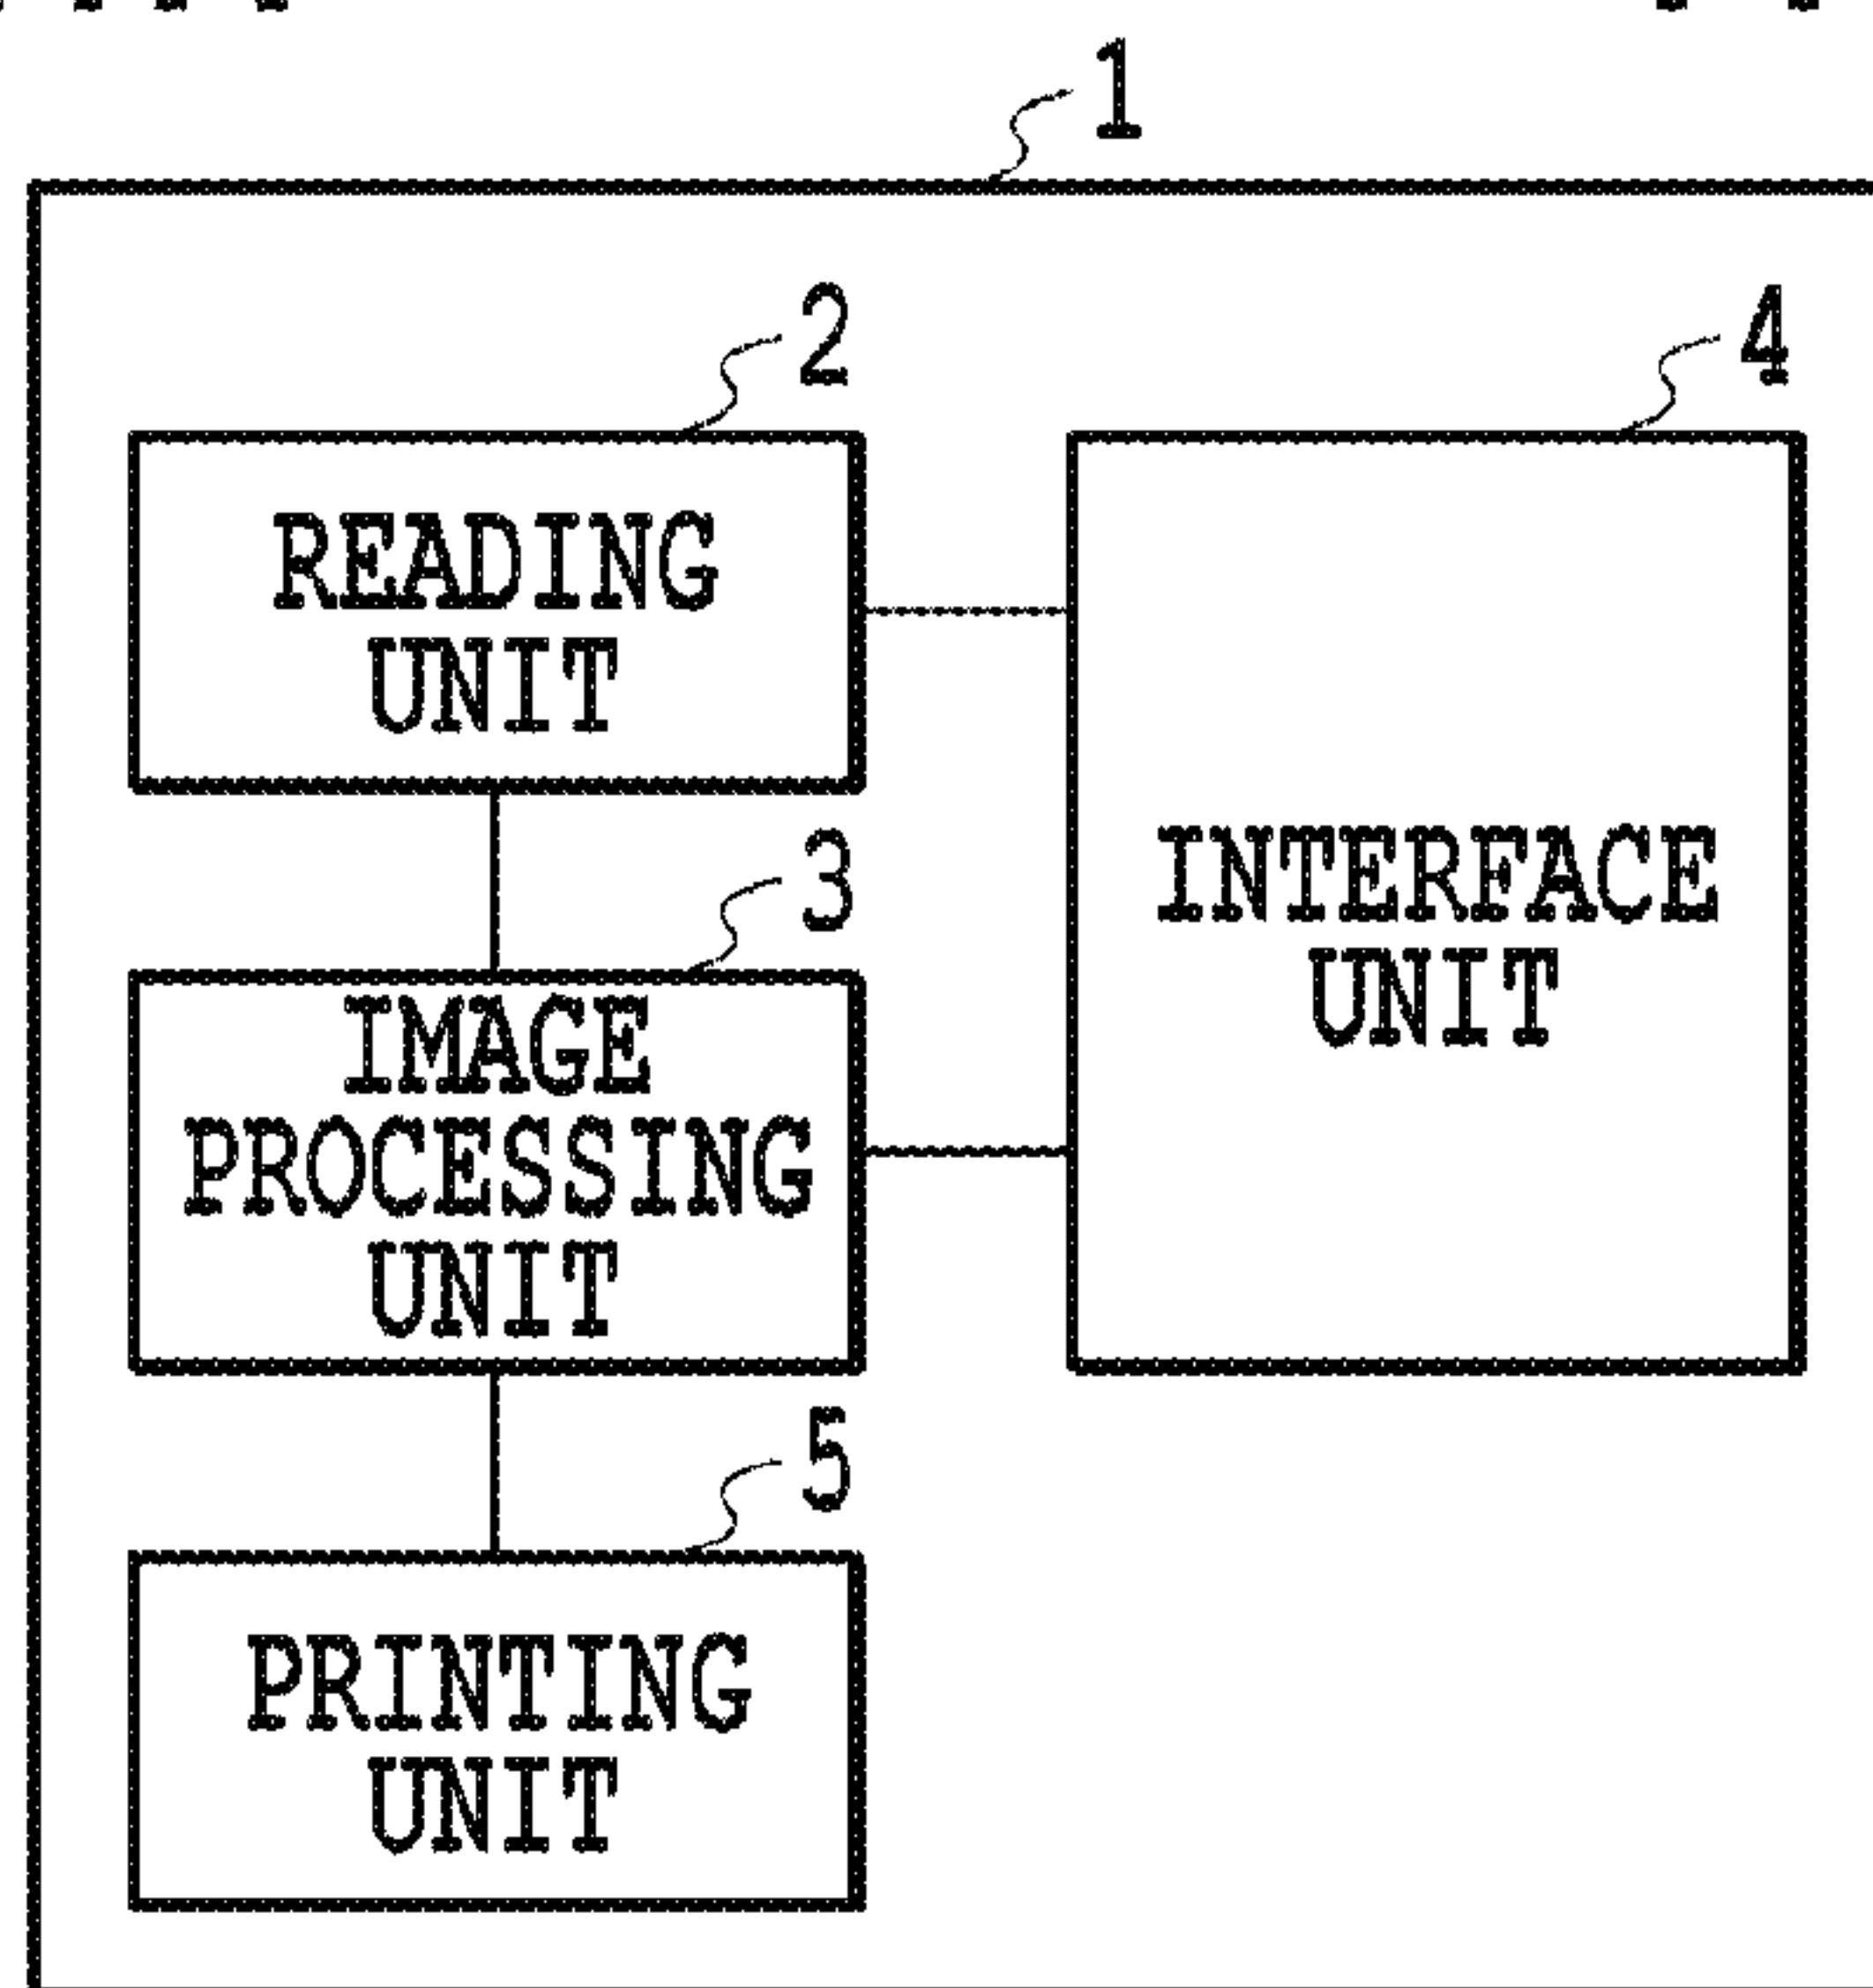 1
2
4
READING
UNIT
3
INTERFACE
UNIT
IMAGE
PROCESSING
UNIT
5
PRINTING
UNIT